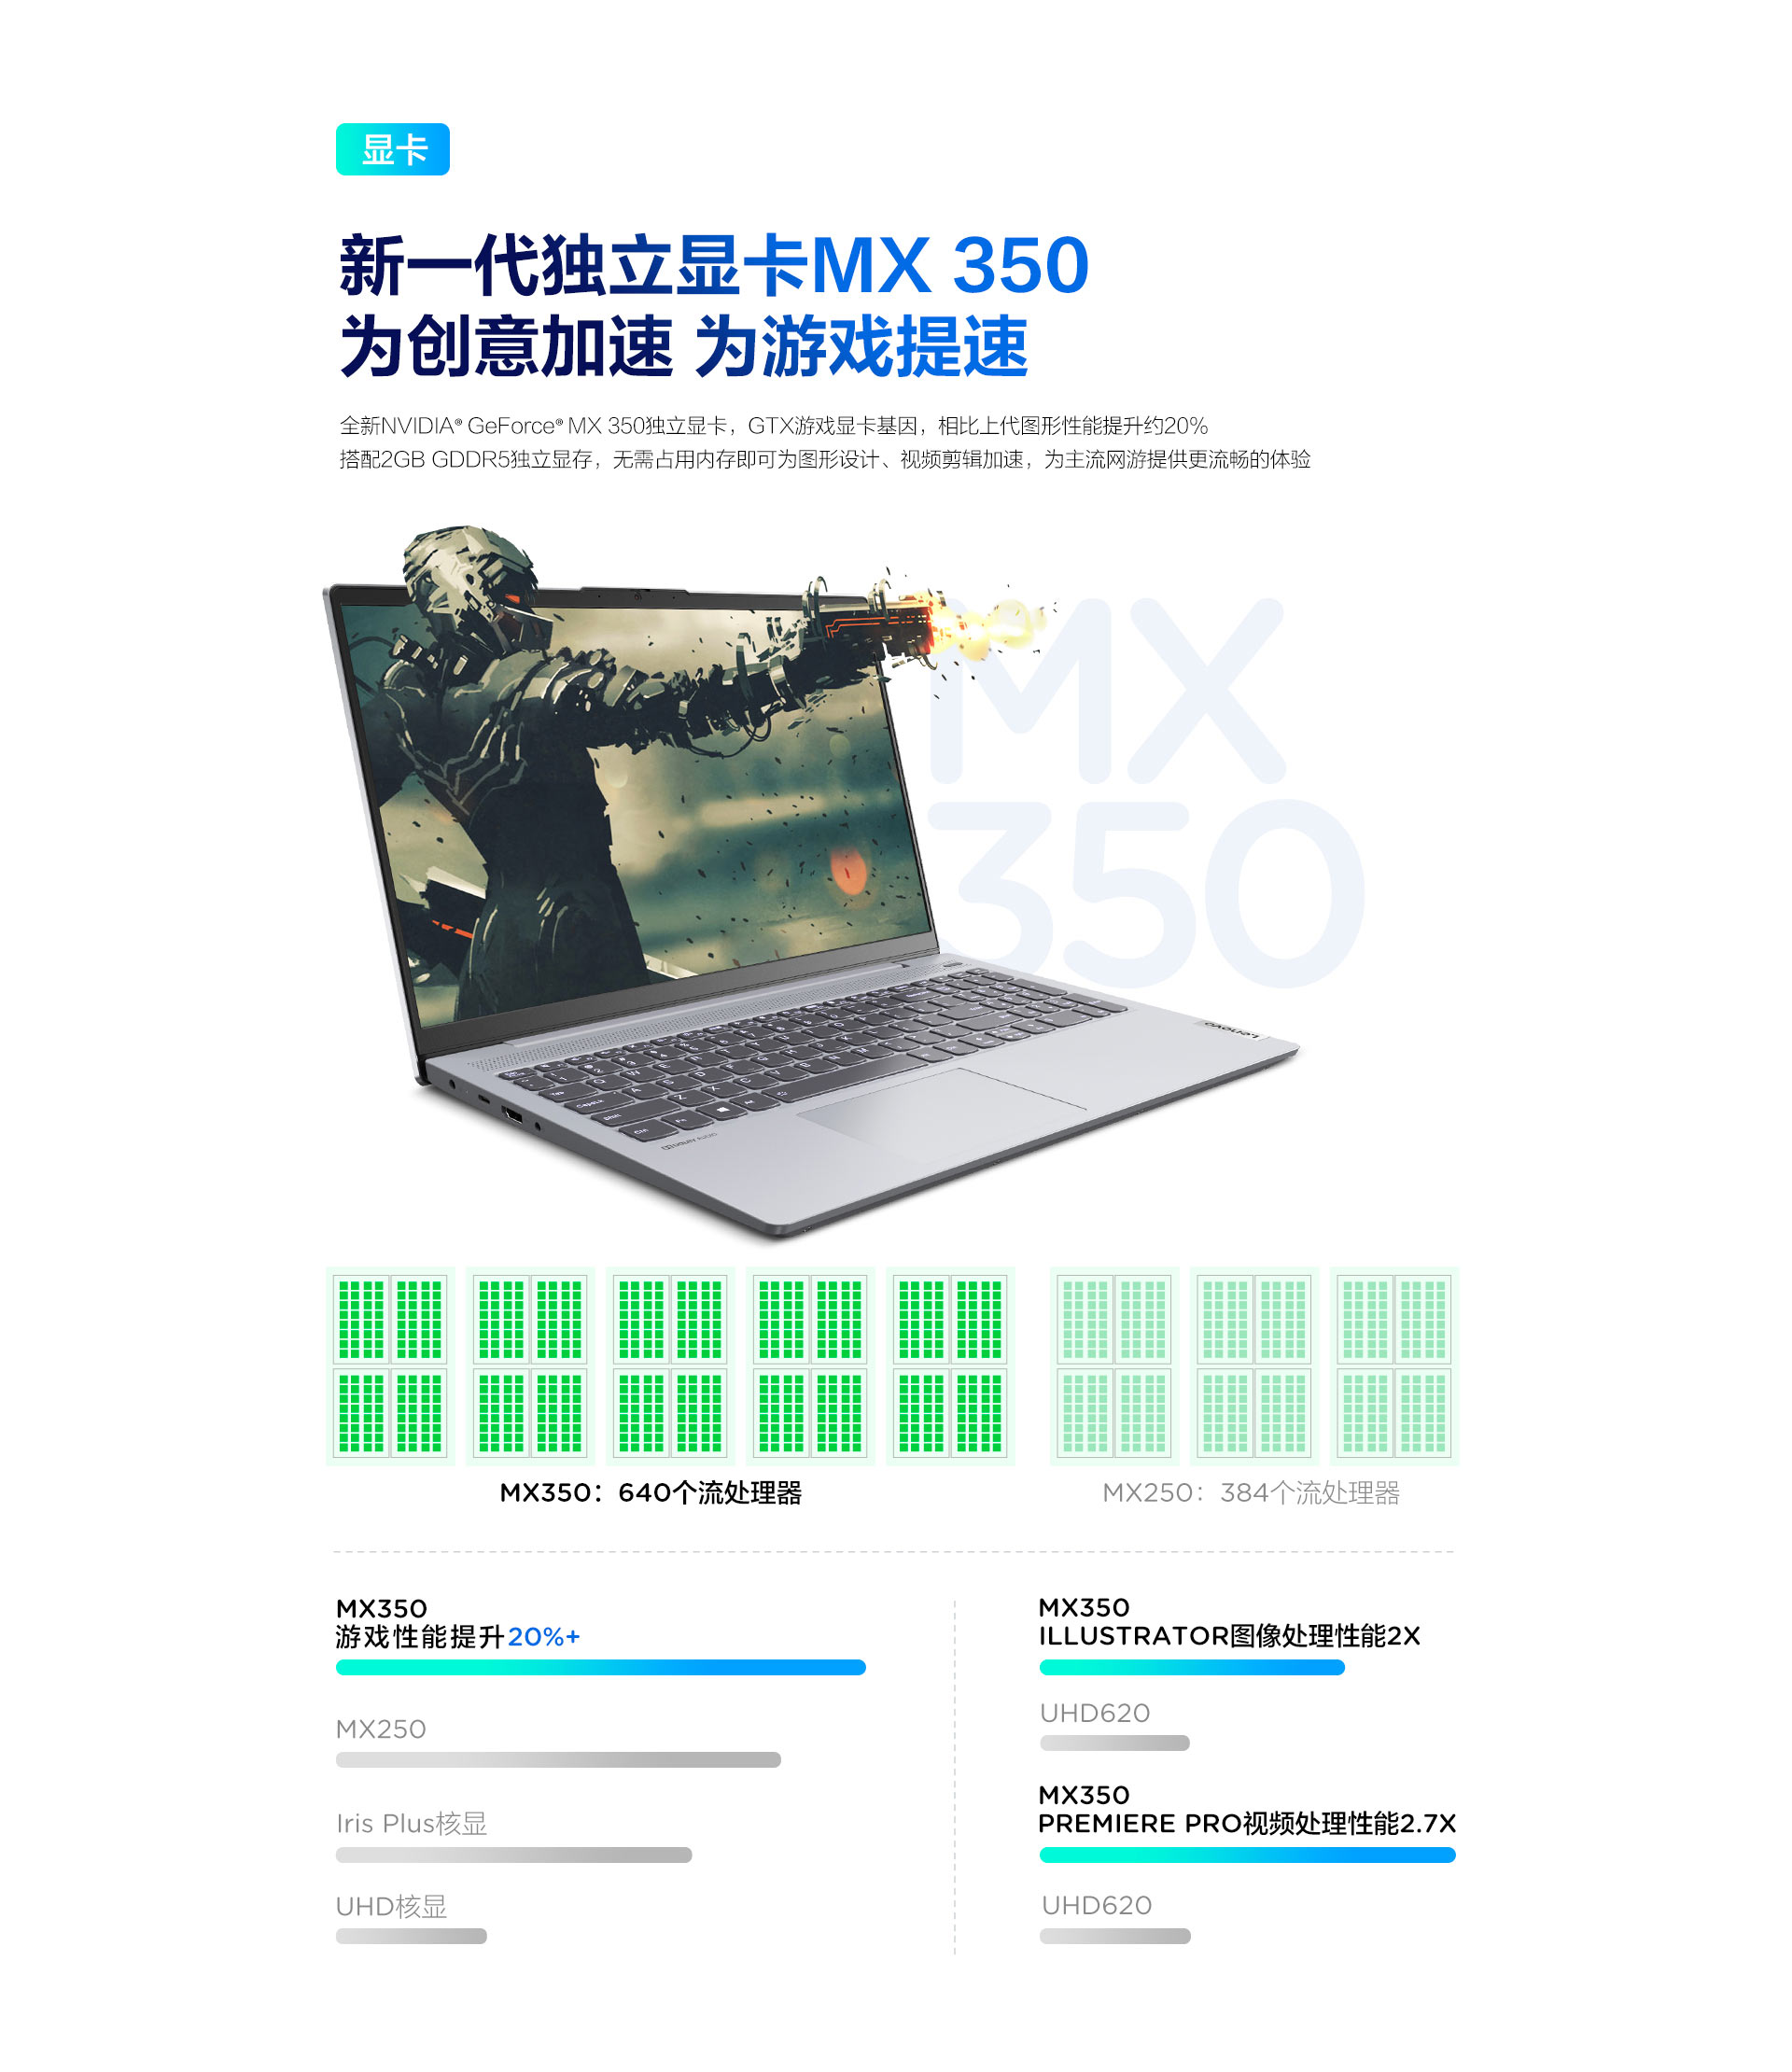 显卡
新一代独立显卡MX 350
为创意加速 为游戏提速
全新NVIDIA® GeForce® MX 350独立显卡，GTX游戏显卡基因，相比上代图形性能提升约20%
搭配2GB GDDR5独立显存，无需占用内存即可为图形设计、视频剪辑加速，为主流网游提供更流畅的体验
MX
350
Lenovo
MX350：640个流处理器
MX250：384个流处理器
MX350
游戏性能提升20%+
MX250
Iris Plus核显
UHD核显
MX350
ILLUSTRATOR图像处理性能2X
UHD620
MX350
PREMIERE PRO视频处理性能2.7X
UHD620